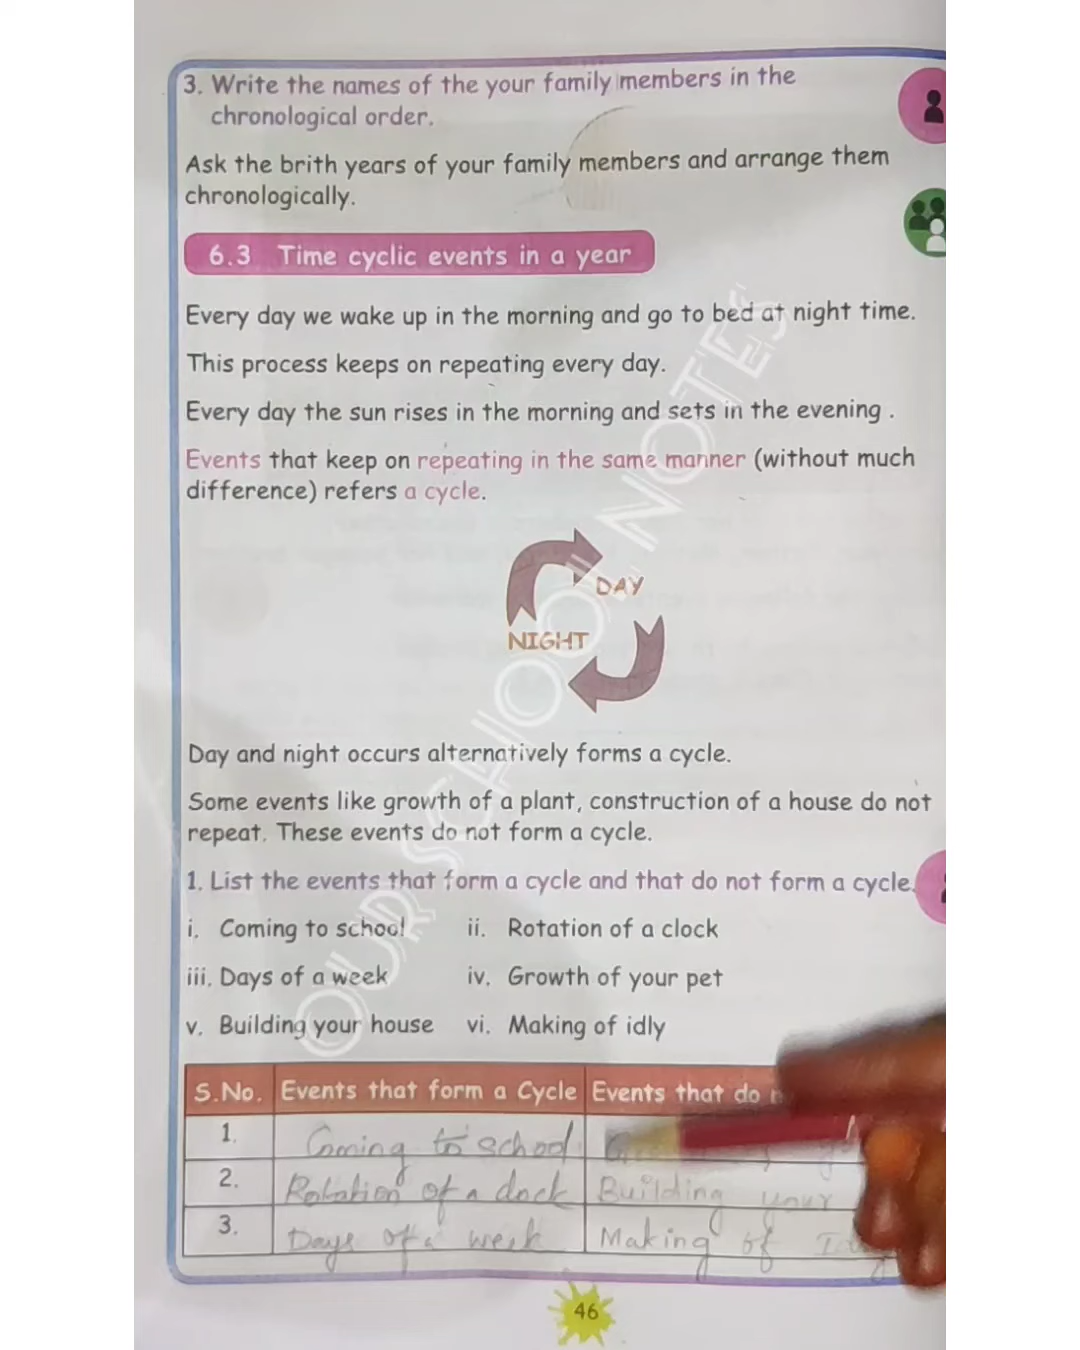 3. Write the names of the your family members in the
chronological order.
Ask the brith years of your family members and arrange them
chronologically.
6.3 Time cyclic events in a year
Every day we wake up in the morning and go to bed at night time.
This process keeps on repeating every day.
Every day the sun rises in the morning and sets in the evening .
Events that keep on repeating in the same manner (without much
difference) refers a cycle.
DAY
NIGHT
Day and night occurs alternatively forms a cycle.
Some events like growth of a plant, construction of a house do not
repeat. These events do not form a cycle.
1. List the events that form a cycle and that do not form a cycle.
i. Coming to school ii. Rotation of a clock
iii. Days of a week iv. Growth of your pet
v. Building your house vi. Making of idly
S.No. Events that form a Cycle Events that do
1. Coming to school
2. Rotation of a clock Building your
3. Days of a week Making of
46
OUR SCHOOL NOTES